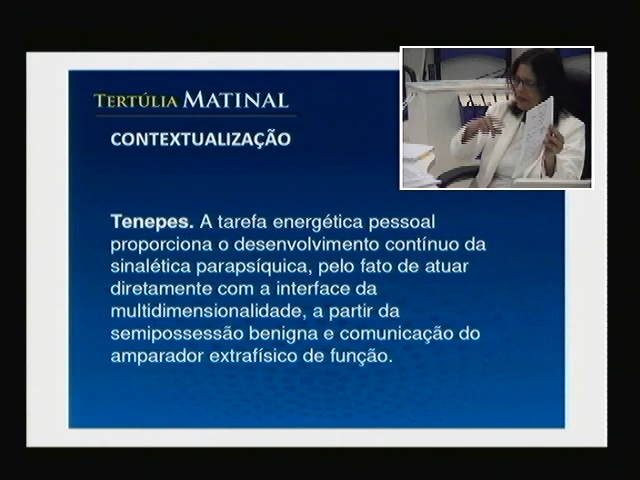 TERTÚLIA MATINAL
CONTEXTUALIZAÇÃO
Tenepes. A tarefa energética pessoal
proporciona o desenvolvimento contínuo da
sinalética parapsíquica, pelo fato de atuar
diretamente com a interface da
multidimensionalidade, a partir da
semipossessão benigna e comunicação do
amparador extrafísico de função.